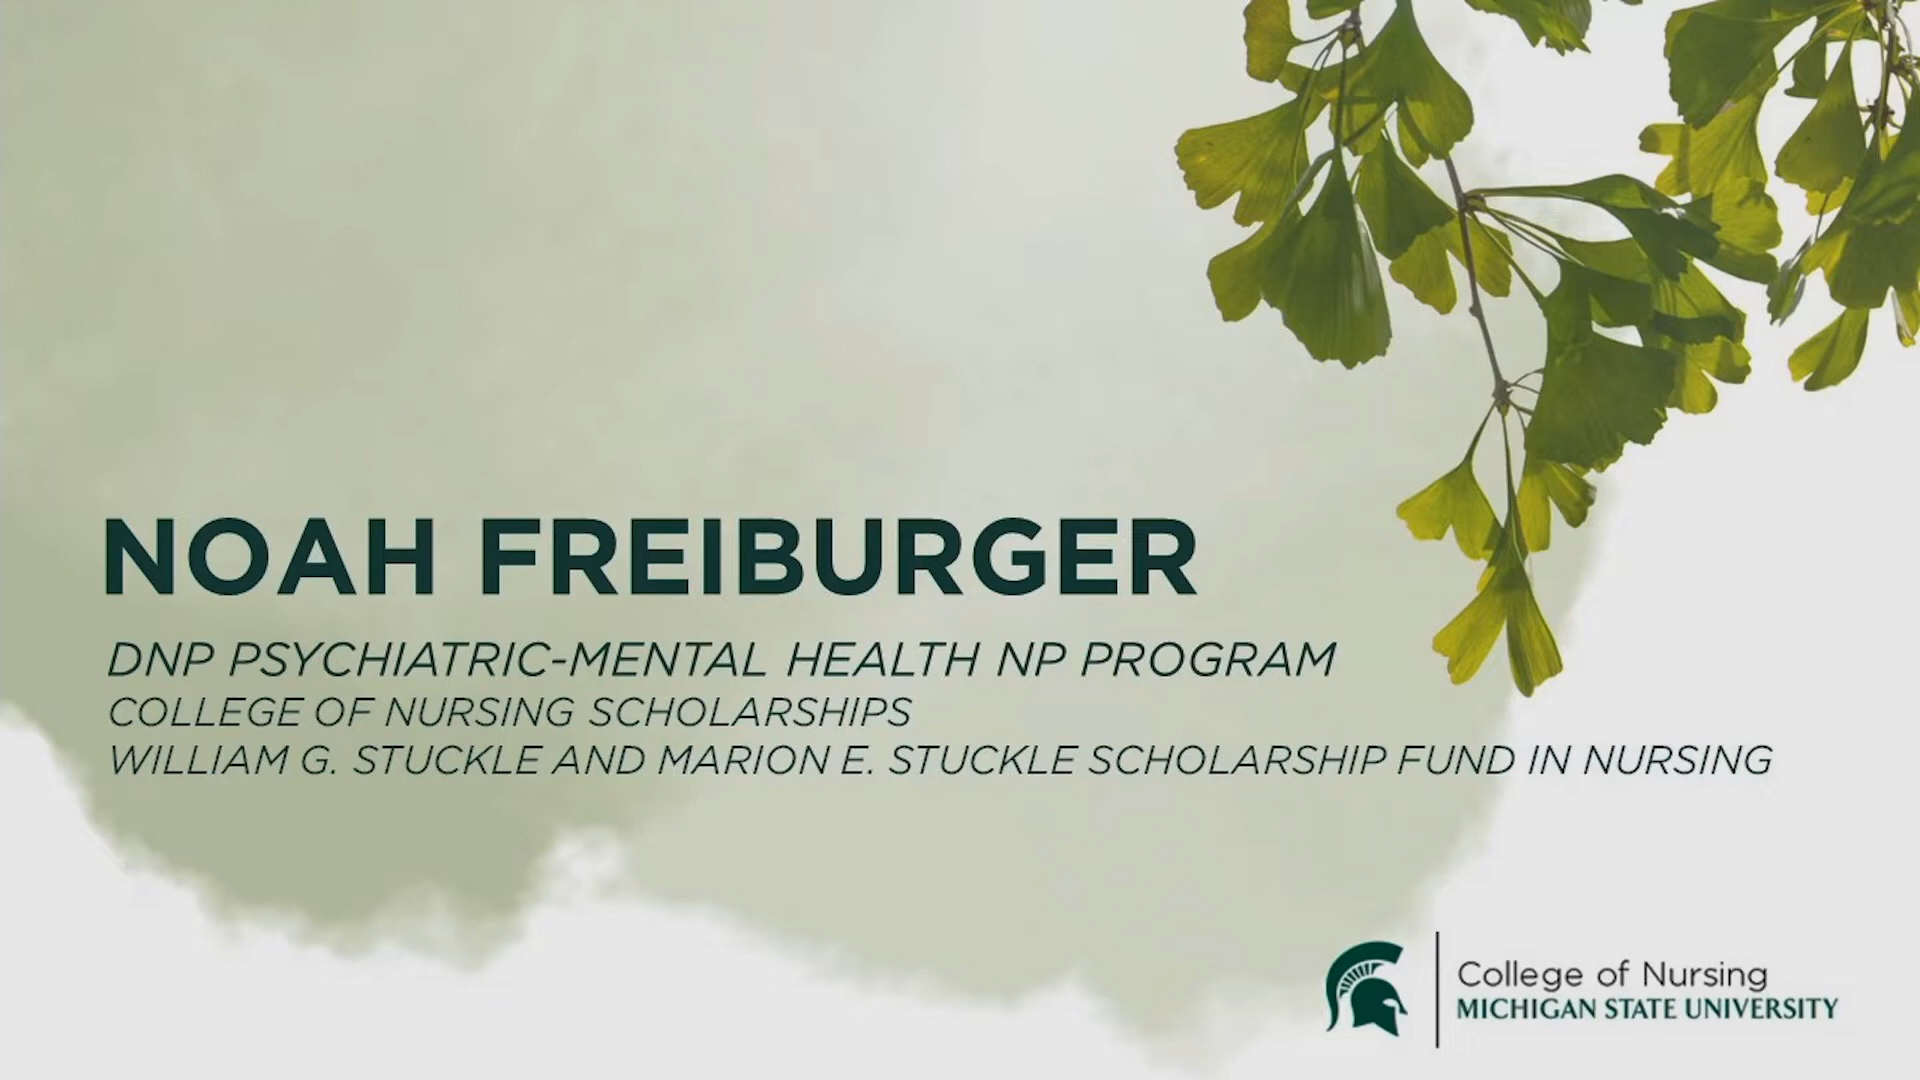 NOAH FREIBURGER
DNP PSYCHIATRIC-MENTAL HEALTH NP PROGRAM
COLLEGE OF NURSING SCHOLARSHIPS
WILLIAM G. STUCKLE AND MARION E. STUCKLE SCHOLARSHIP FUND IN NURSING
College of Nursing
MICHIGAN STATE UNIVERSITY